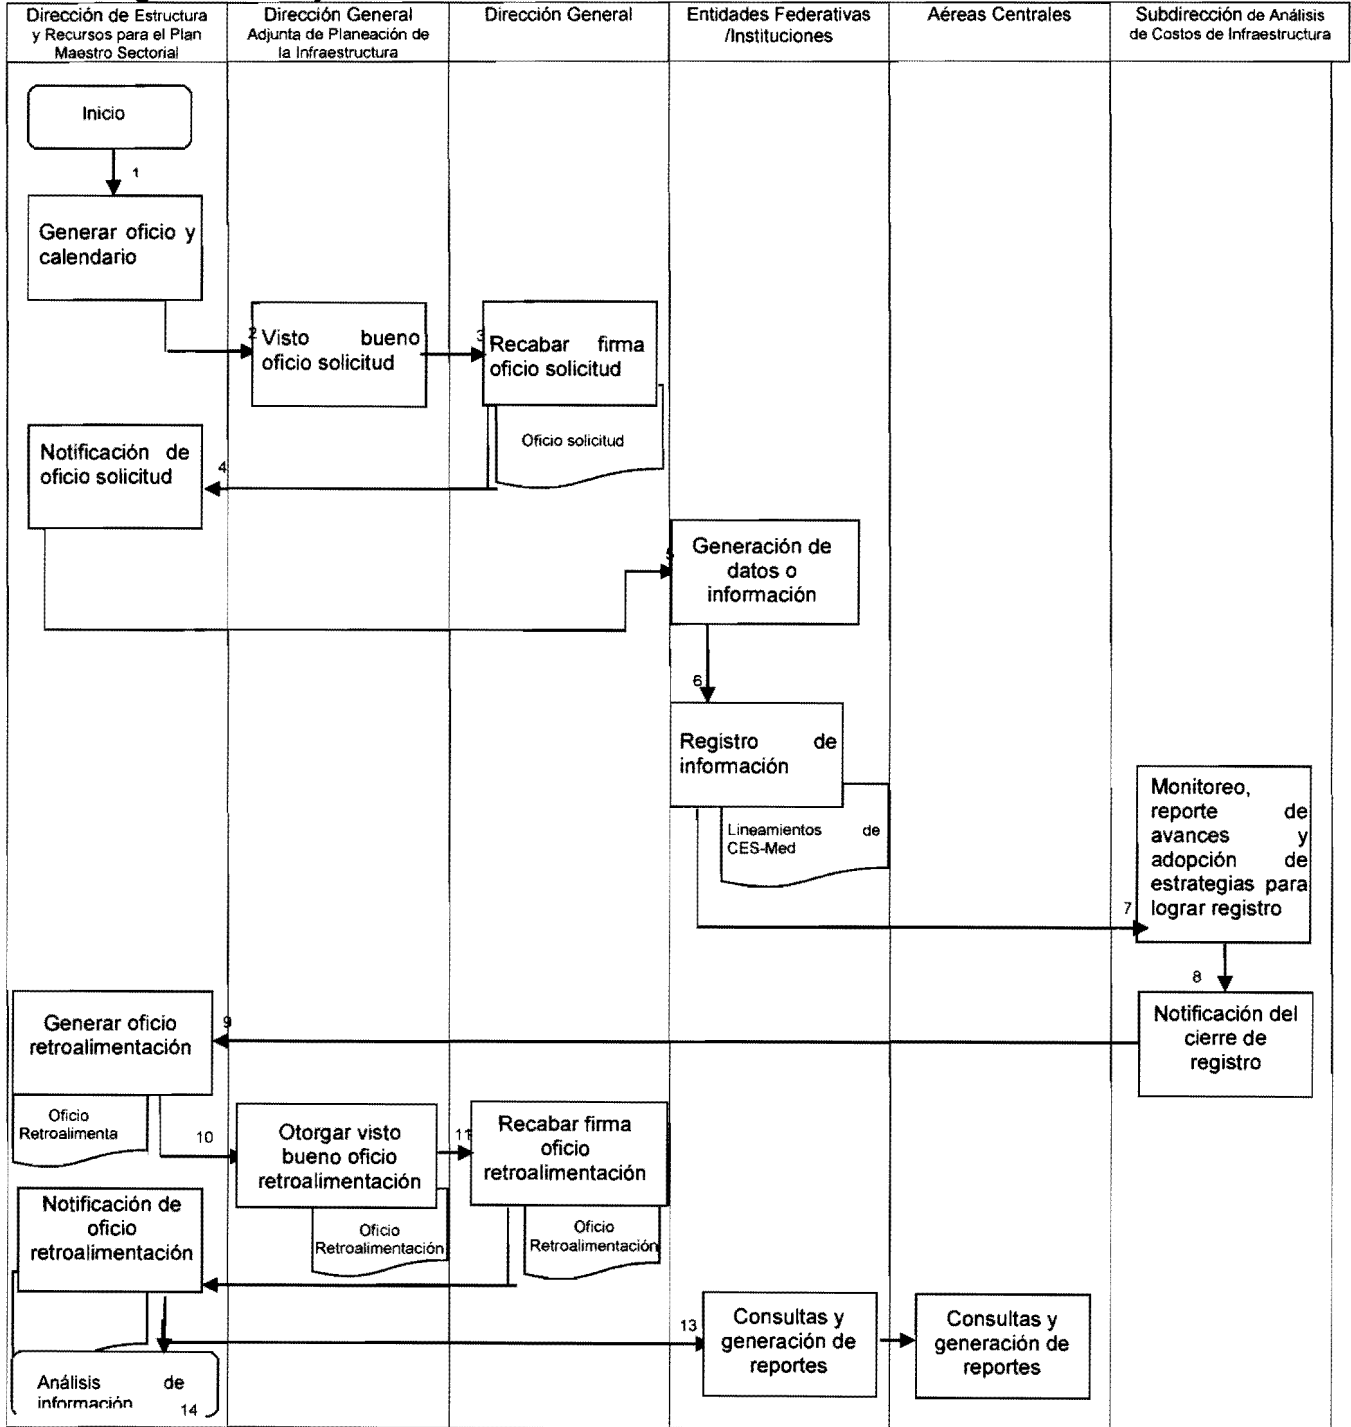 Dirección de Estructura
y Recursos para el Plan
Maestro Sectorial
Dirección General
Adjunta de Planeación de
la Infraestructura
Dirección General
Entidades Federativas
/Instituciones
Aéreas Centrales
Subdirección de Análisis
de Costos de Infraestructura
Inicio
1
Generar oficio y
calendario
2
Visto bueno
oficio solicitud
3
Recabar firma
oficio solicitud
Oficio solicitud
Notificación de
oficio solicitud
4
5
Generación de
datos o
información
6
Registro de
información
Lineamientos de
CES-Med
Monitoreo,
reporte de
avances y
adopción de
estrategias para
lograr registro
7
8
Notificación del
cierre de
registro
Generar oficio
retroalimentación
9
Oficio
Retroalimenta
10
Otorgar visto
bueno oficio
retroalimentación
11
Recabar firma
oficio
retroalimentación
Oficio
Retroalimentación
Oficio
Retroalimentación
Notificación de
oficio
retroalimentación
13
Consultas y
generación de
reportes
Consultas y
generación de
reportes
Análisis de
información
14